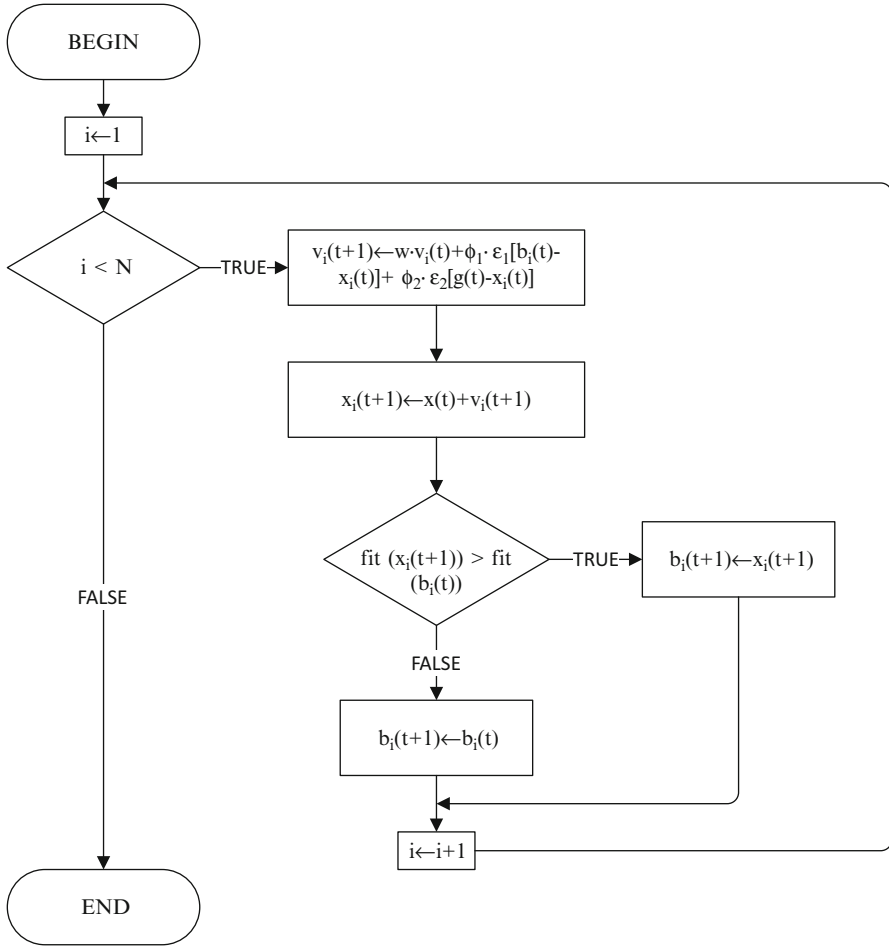 BEGIN
i←1
i < N
TRUE
vᵢ(t+1)←w·vᵢ(t)+ϕ₁· ε₁[bᵢ(t)-
xᵢ(t)]+ ϕ₂· ε₂[g(t)-xᵢ(t)]
xᵢ(t+1)←x(t)+vᵢ(t+1)
fit (xᵢ(t+1)) > fit
(bᵢ(t))
TRUE
bᵢ(t+1)←xᵢ(t+1)
FALSE
FALSE
bᵢ(t+1)←bᵢ(t)
i←i+1
END